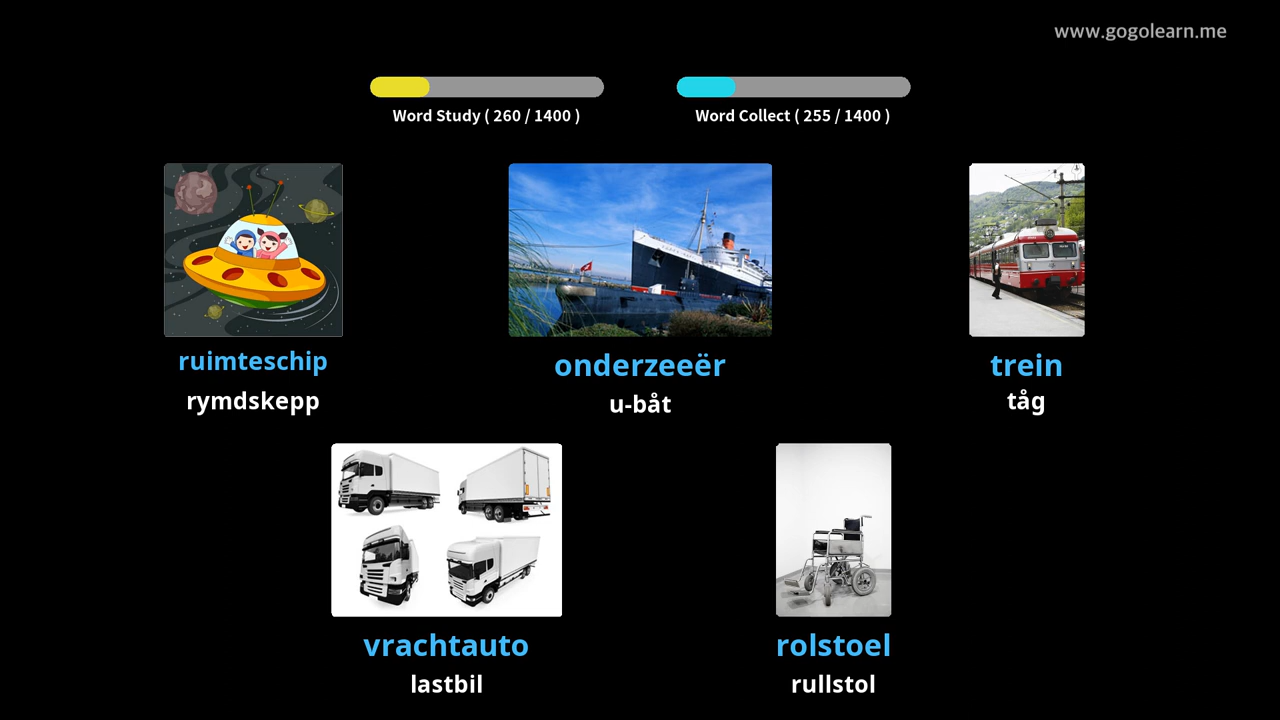 www.gogolearn.me
Word Study ( 260 / 1400 )
Word Collect ( 255 / 1400 )
ruimteschip
rymdskepp
onderzeeër
u-båt
trein
tåg
vrachtauto
lastbil
rolstoel
rullstol